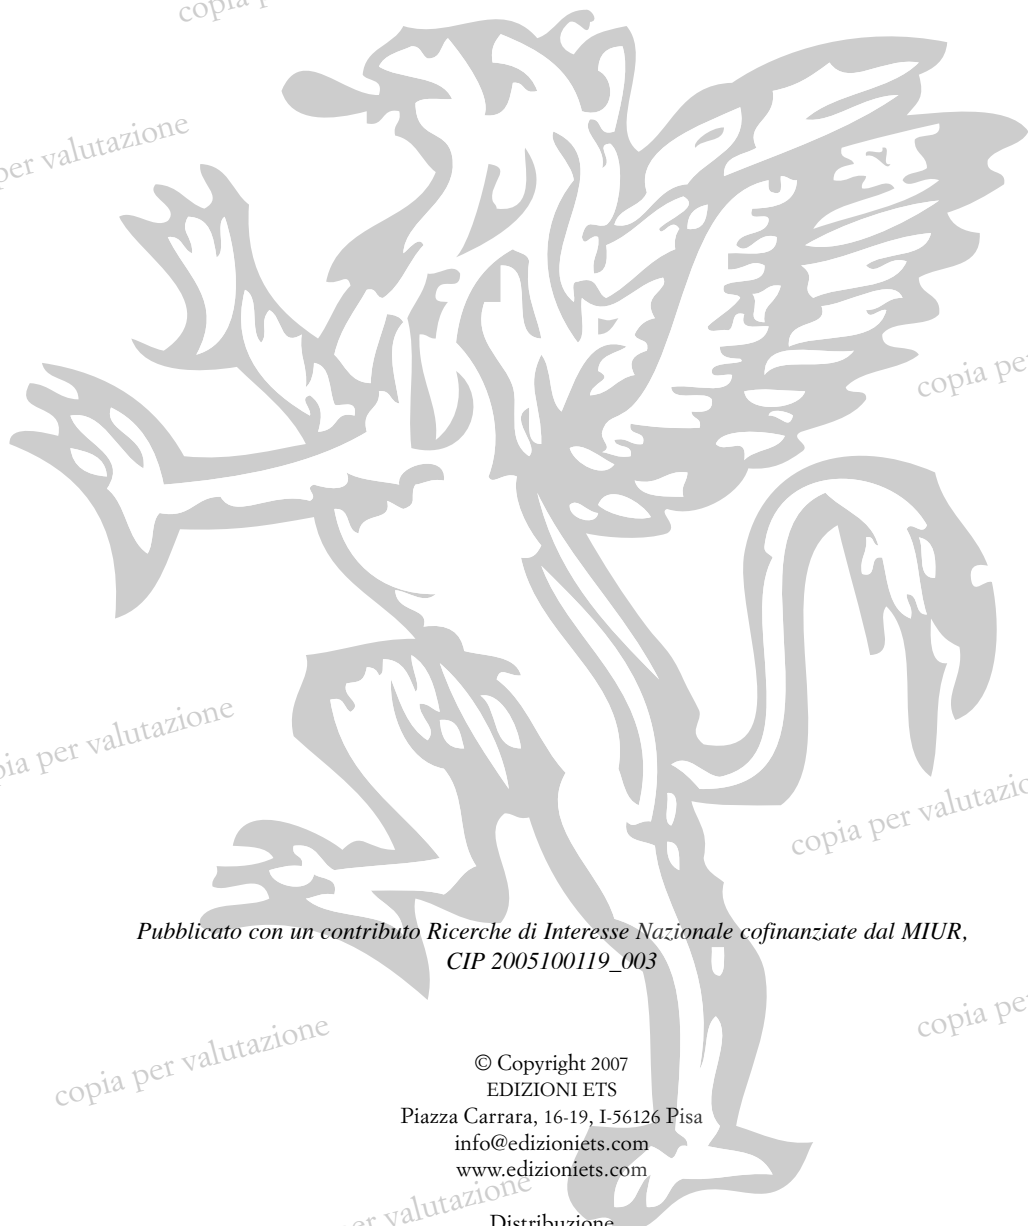 copia
per valutazione
copia per
Pubblicato con un contributo Ricerche di Interesse Nazionale cofinanziate dal MIUR,
CIP 2005100119_003
copia per valutazione
copia per valutazione
copia per
copia per valutazione
© Copyright 2007
EDIZIONI ETS
Piazza Carrara, 16-19, I-56126 Pisa
info@edizioniets.com
www.edizioniets.com
per valutazione
Distribuzione